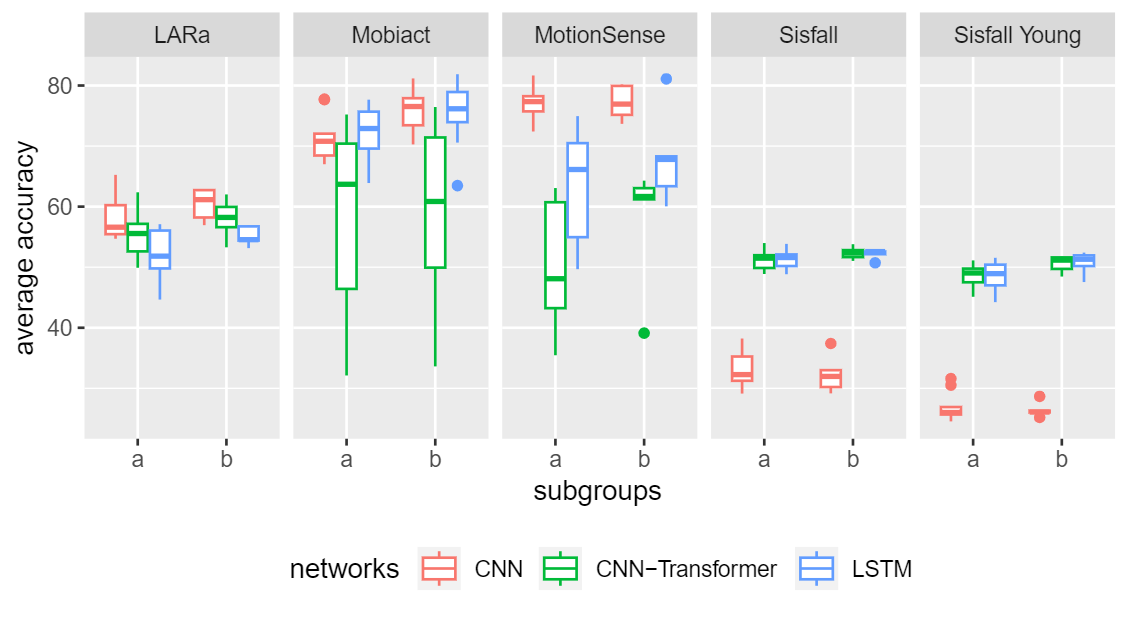 LARa Mobiact MotionSense Sisfall Sisfall Young
80
60
40
average accuracy
a b a b a b a b a b
subgroups
networks CNN CNN−Transformer LSTM